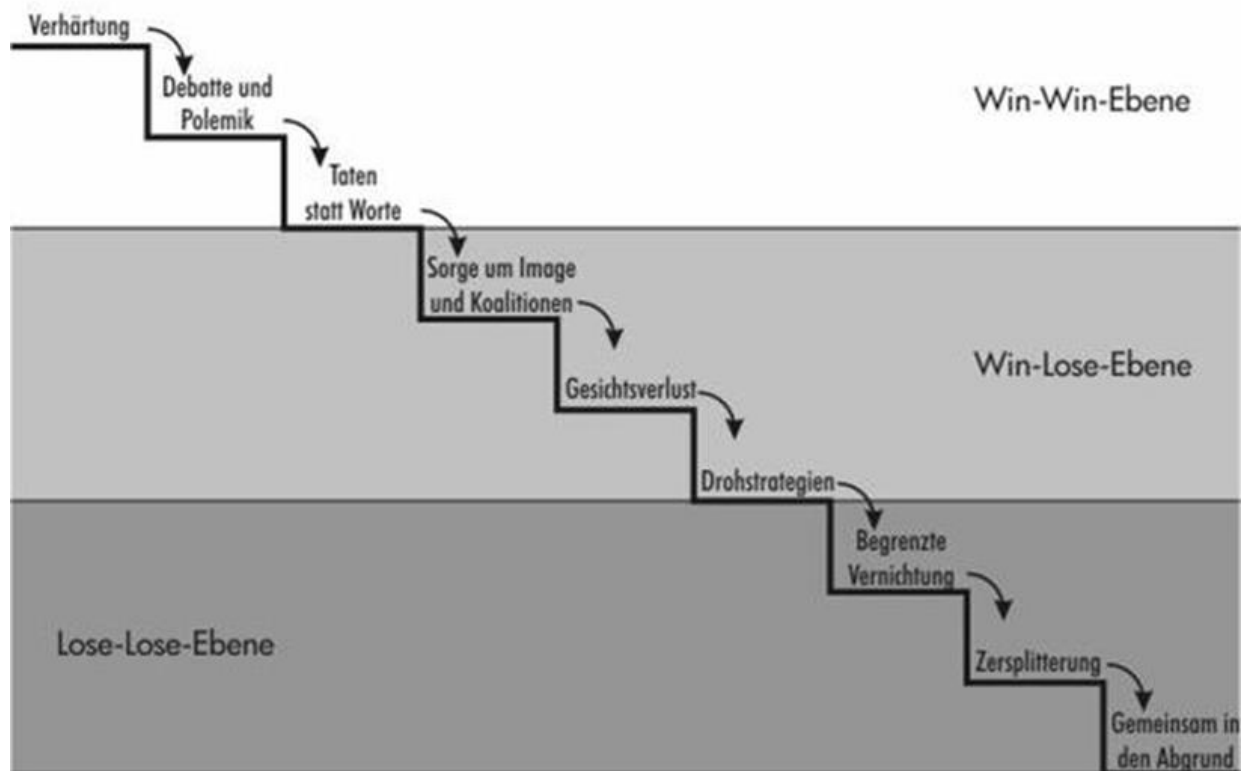 Verhärtung
Debatte und
Polemik
Win-Win-Ebene
Taten
statt Worte
Sorge um Image
und Koalitionen
Win-Lose-Ebene
Gesichtsverlust
Drohstrategien
Begrenzte
Vernichtung
Lose-Lose-Ebene
Zersplitterung
Gemeinsam in
den Abgrund